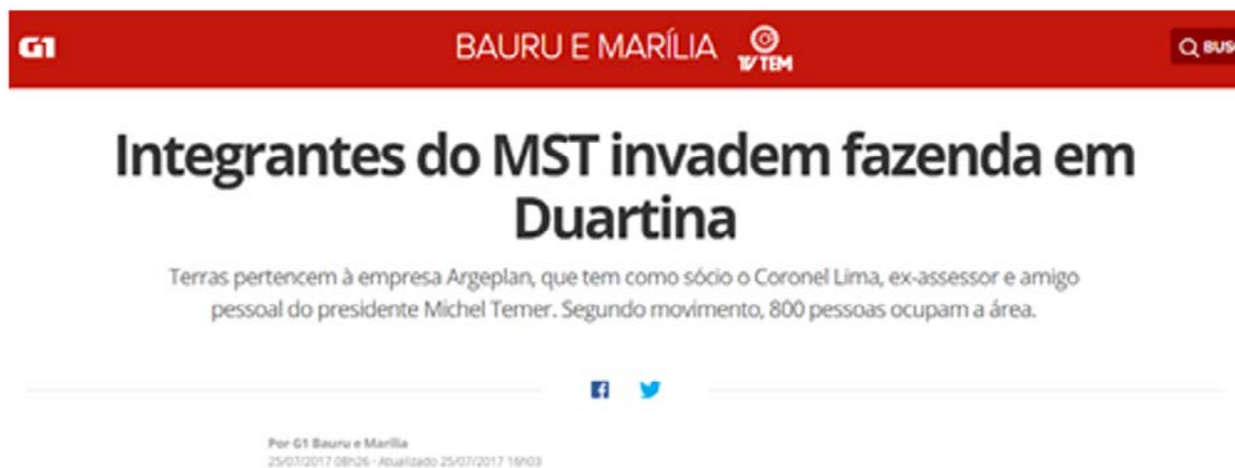 G1
BAURU E MARÍLIA TV TEM
BUSC
Integrantes do MST invadem fazenda em
Duartina
Terras pertencem à empresa Argeplan, que tem como sócio o Coronel Lima, ex-assessor e amigo
pessoal do presidente Michel Temer. Segundo movimento, 800 pessoas ocupam a área.
Por G1 Bauru e Marília
25/07/2017 08h26 - Atualizado 25/07/2017 16h03